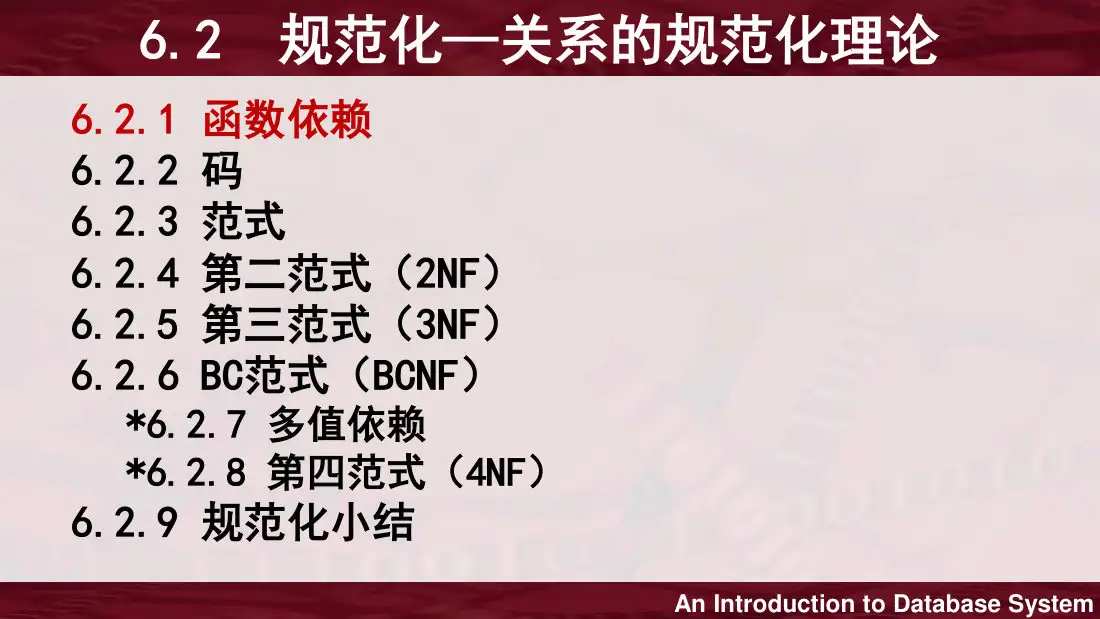 6.2 规范化—关系的规范化理论
6.2.1 函数依赖
6.2.2 码
6.2.3 范式
6.2.4 第二范式（2NF）
6.2.5 第三范式（3NF）
6.2.6 BC范式（BCNF）
*6.2.7 多值依赖
*6.2.8 第四范式（4NF）
6.2.9 规范化小结
An Introduction to Database System